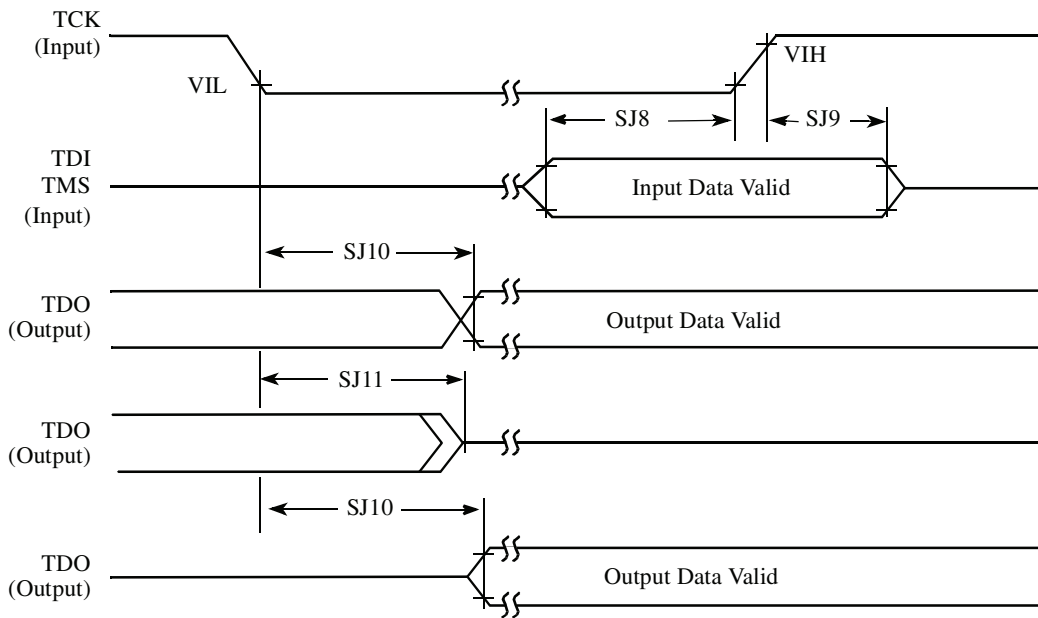 TCK
(Input)
VIL
VIH
SJ8
SJ9
TDI
TMS
(Input)
Input Data Valid
SJ10
TDO
(Output)
Output Data Valid
SJ11
TDO
(Output)
SJ10
TDO
(Output)
Output Data Valid